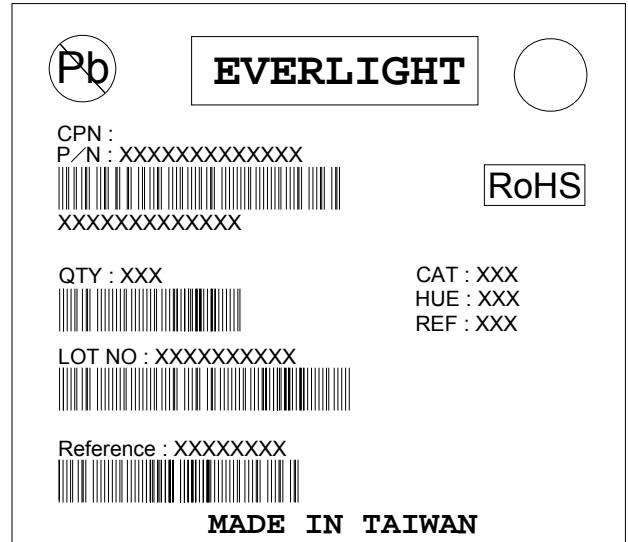 Pb
EVERLIGHT
CPN :
P/N : XXXXXXXXXXXXX
RoHS
XXXXXXXXXXXXX
QTY : XXX
CAT : XXX
HUE : XXX
REF : XXX
LOT NO : XXXXXXXXXX
Reference : XXXXXXXX
MADE IN TAIWAN